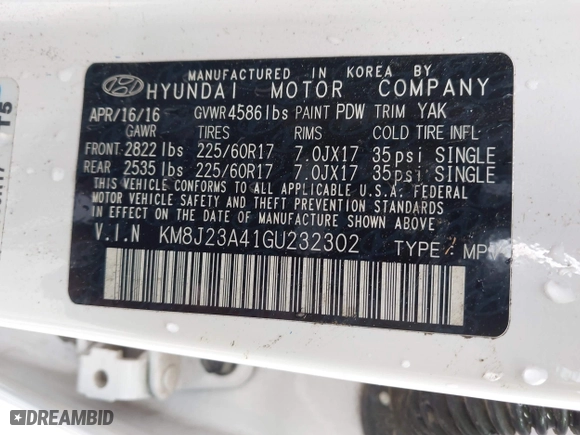 MANUFACTURED IN KOREA BY
HYUNDAI MOTOR COMPANY
APR/16/16 GVWR 4586lbs PAINT PDW TRIM YAK
GAWR TIRES RIMS COLD TIRE INFL.
FRONT 2822 lbs 225/60R17 7.0JX17 35psi SINGLE
REAR 2535 lbs 225/60R17 7.0JX17 35psi SINGLE
THIS VEHICLE CONFORMS TO ALL APPLICABLE U.S.A. FEDERAL
MOTOR VEHICLE SAFETY AND THEFT PREVENTION STANDARDS
IN EFFECT ON THE DATE OF MANUFACTURE SHOWN ABOVE.
V.I.N KM8J23A41GU232302 TYPE / MPV
DREAMBID